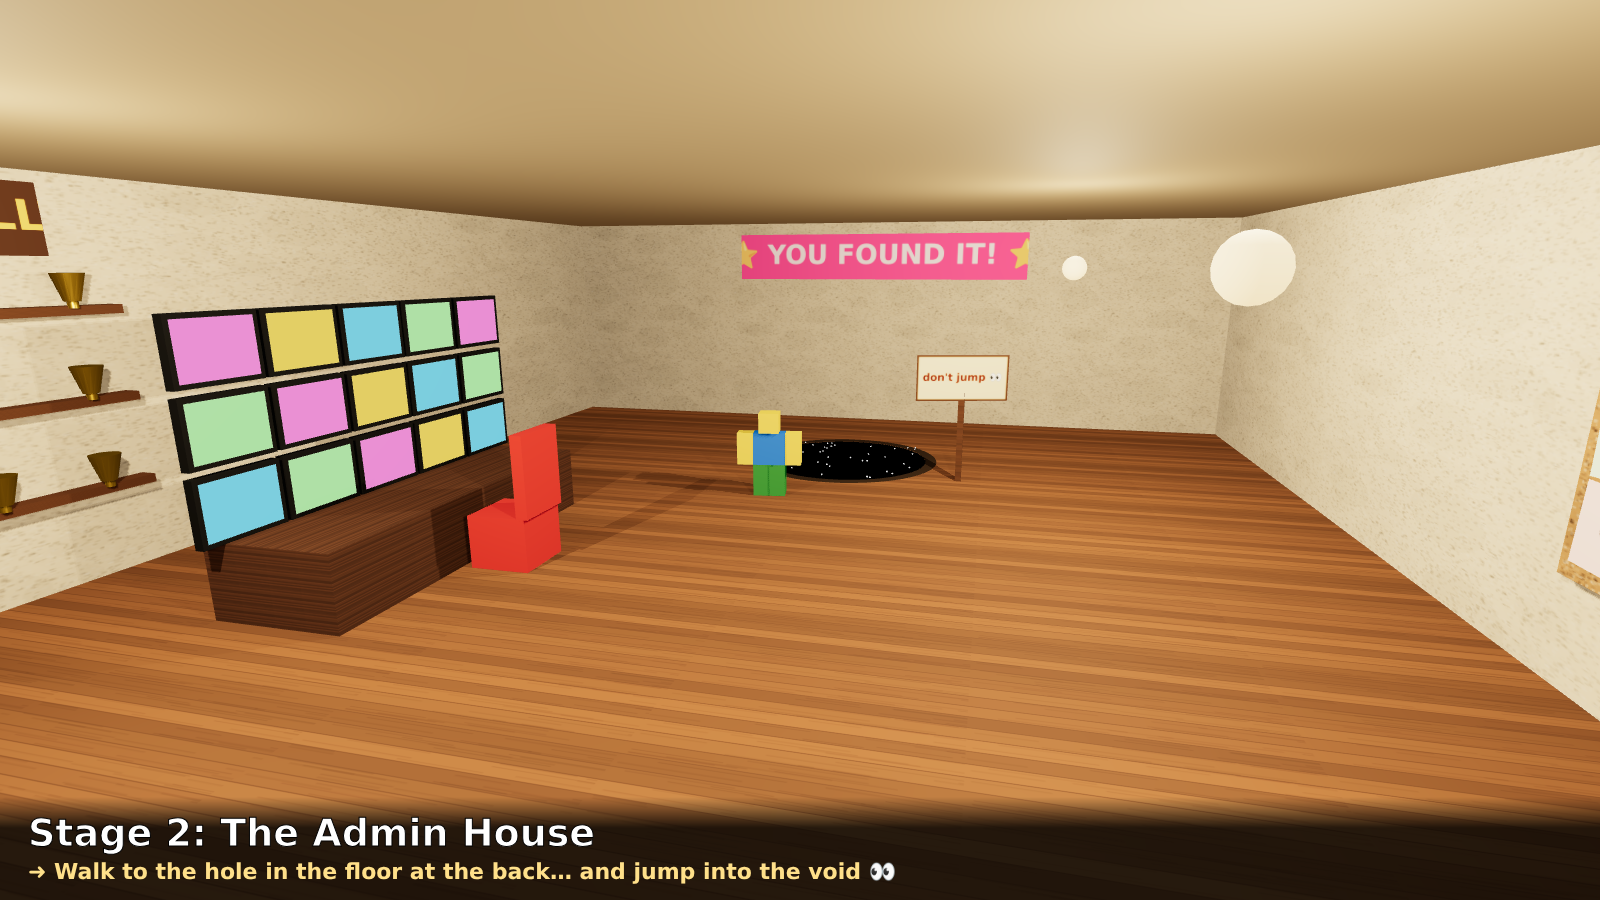 LL
★ YOU FOUND IT! ★
don't jump 👀
Stage 2: The Admin House
→ Walk to the hole in the floor at the back... and jump into the void 👀